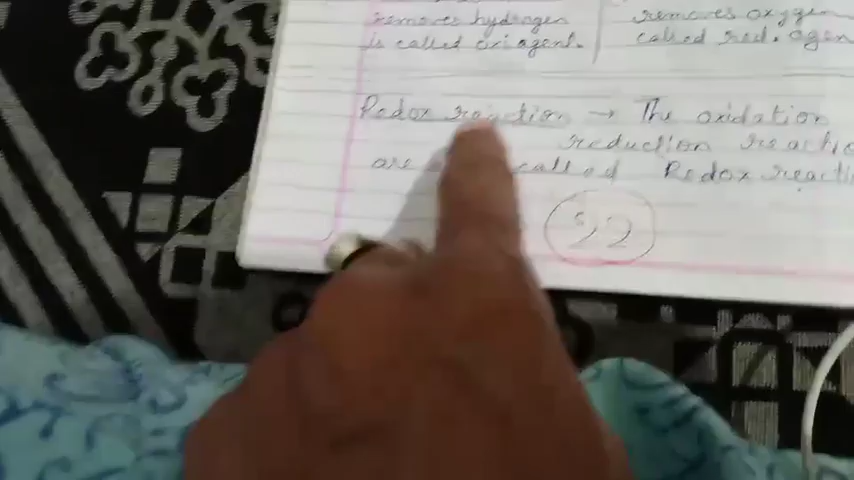 removes hydrogen
is called oxi agent.
removes oxygen
called red. agen
Redox reaction → The oxidation
reduction reactio
are called Redox reacti
22